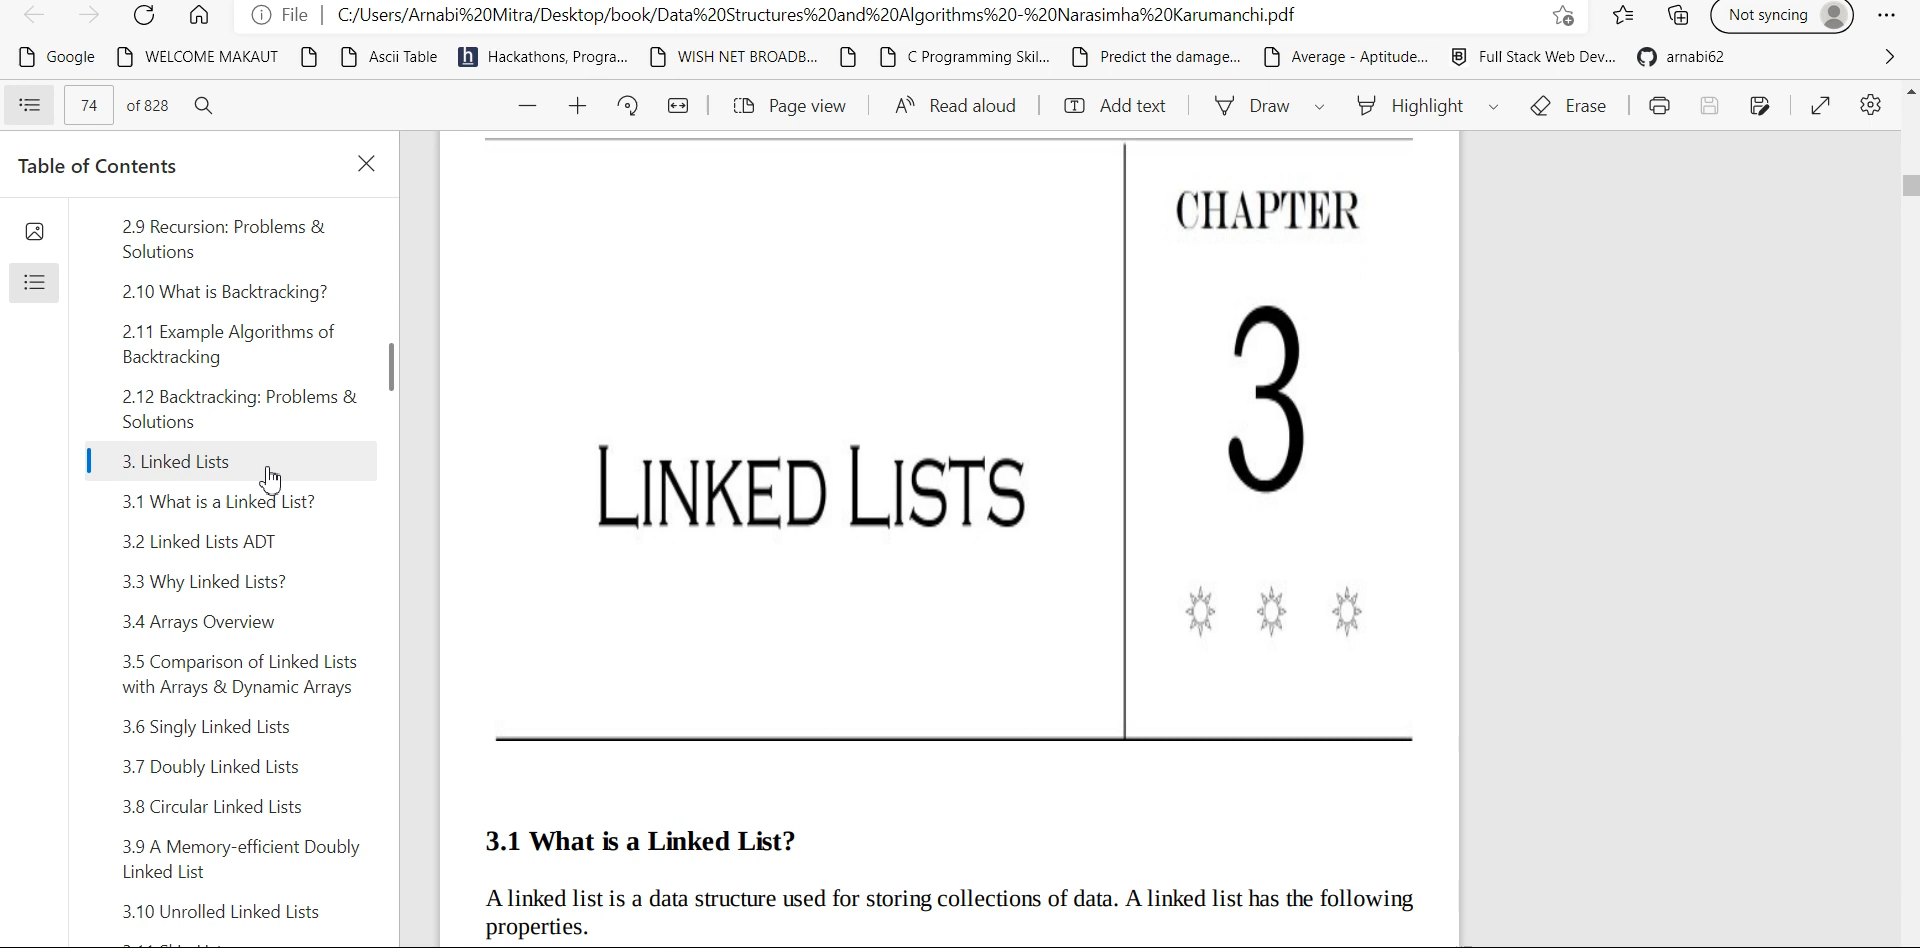 File
C:/Users/Arnabi%20Mitra/Desktop/book/Data%20Structures%20and%20Algorithms%20-%20Narasimha%20Karumanchi.pdf
Not syncing
Google
WELCOME MAKAUT
Ascii Table
h
Hackathons, Progra...
WISH NET BROADB...
C Programming Skil...
Predict the damage...
Average - Aptitude...
Full Stack Web Dev...
arnabi62
74 of 828
Page view
Read aloud
Add text
Draw
Highlight
Erase
Table of Contents
2.9 Recursion: Problems &
Solutions
2.10 What is Backtracking?
2.11 Example Algorithms of
Backtracking
2.12 Backtracking: Problems &
Solutions
3. Linked Lists
3.1 What is a Linked List?
3.2 Linked Lists ADT
3.3 Why Linked Lists?
3.4 Arrays Overview
3.5 Comparison of Linked Lists
with Arrays & Dynamic Arrays
3.6 Singly Linked Lists
3.7 Doubly Linked Lists
3.8 Circular Linked Lists
3.9 A Memory-efficient Doubly
Linked List
3.10 Unrolled Linked Lists
CHAPTER
3
LINKED LISTS
3.1 What is a Linked List?
A linked list is a data structure used for storing collections of data. A linked list has the following
properties.